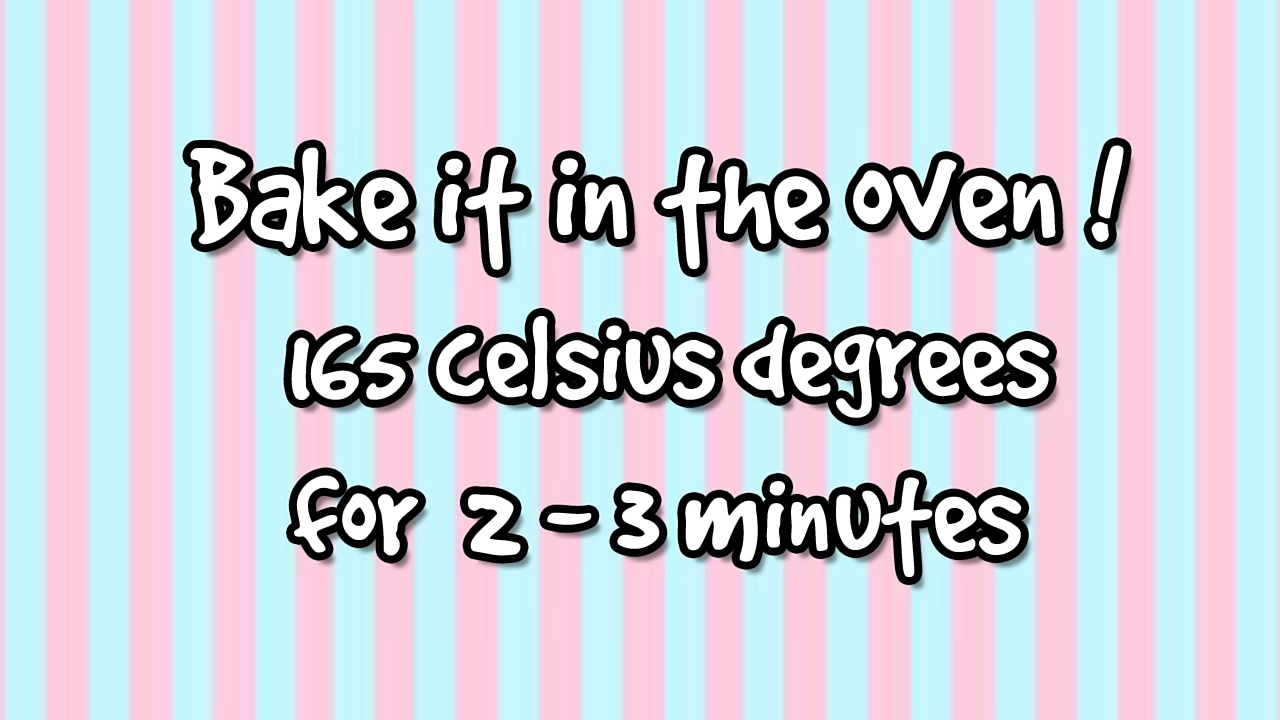 Bake it in the oven !
165 Celsius degrees
for 2 - 3 minutes